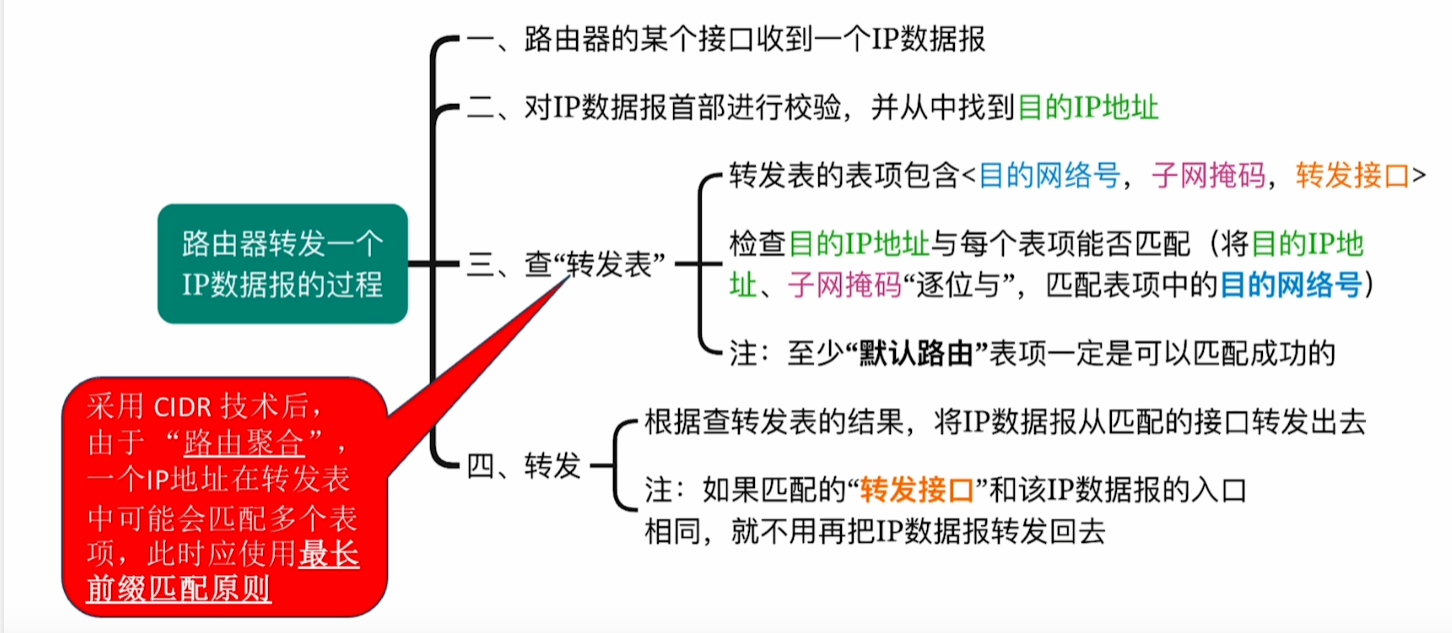 一、路由器的某个接口收到一个IP数据报
二、对IP数据报首部进行校验，并从中找到目的IP地址
路由器转发一个
IP数据报的过程
三、查“转发表”
转发表的表项包含<目的网络号，子网掩码，转发接口>
检查目的IP地址与每个表项能否匹配（将目的IP地
址、子网掩码“逐位与”，匹配表项中的目的网络号）
注：至少“默认路由”表项一定是可以匹配成功的
采用 CIDR 技术后，
由于 “路由聚合”，
一个IP地址在转发表
中可能会匹配多个表
项，此时应使用最长
前缀匹配原则
四、转发
根据查转发表的结果，将IP数据报从匹配的接口转发出去
注：如果匹配的“转发接口”和该IP数据报的入口
相同，就不用再把IP数据报转发回去